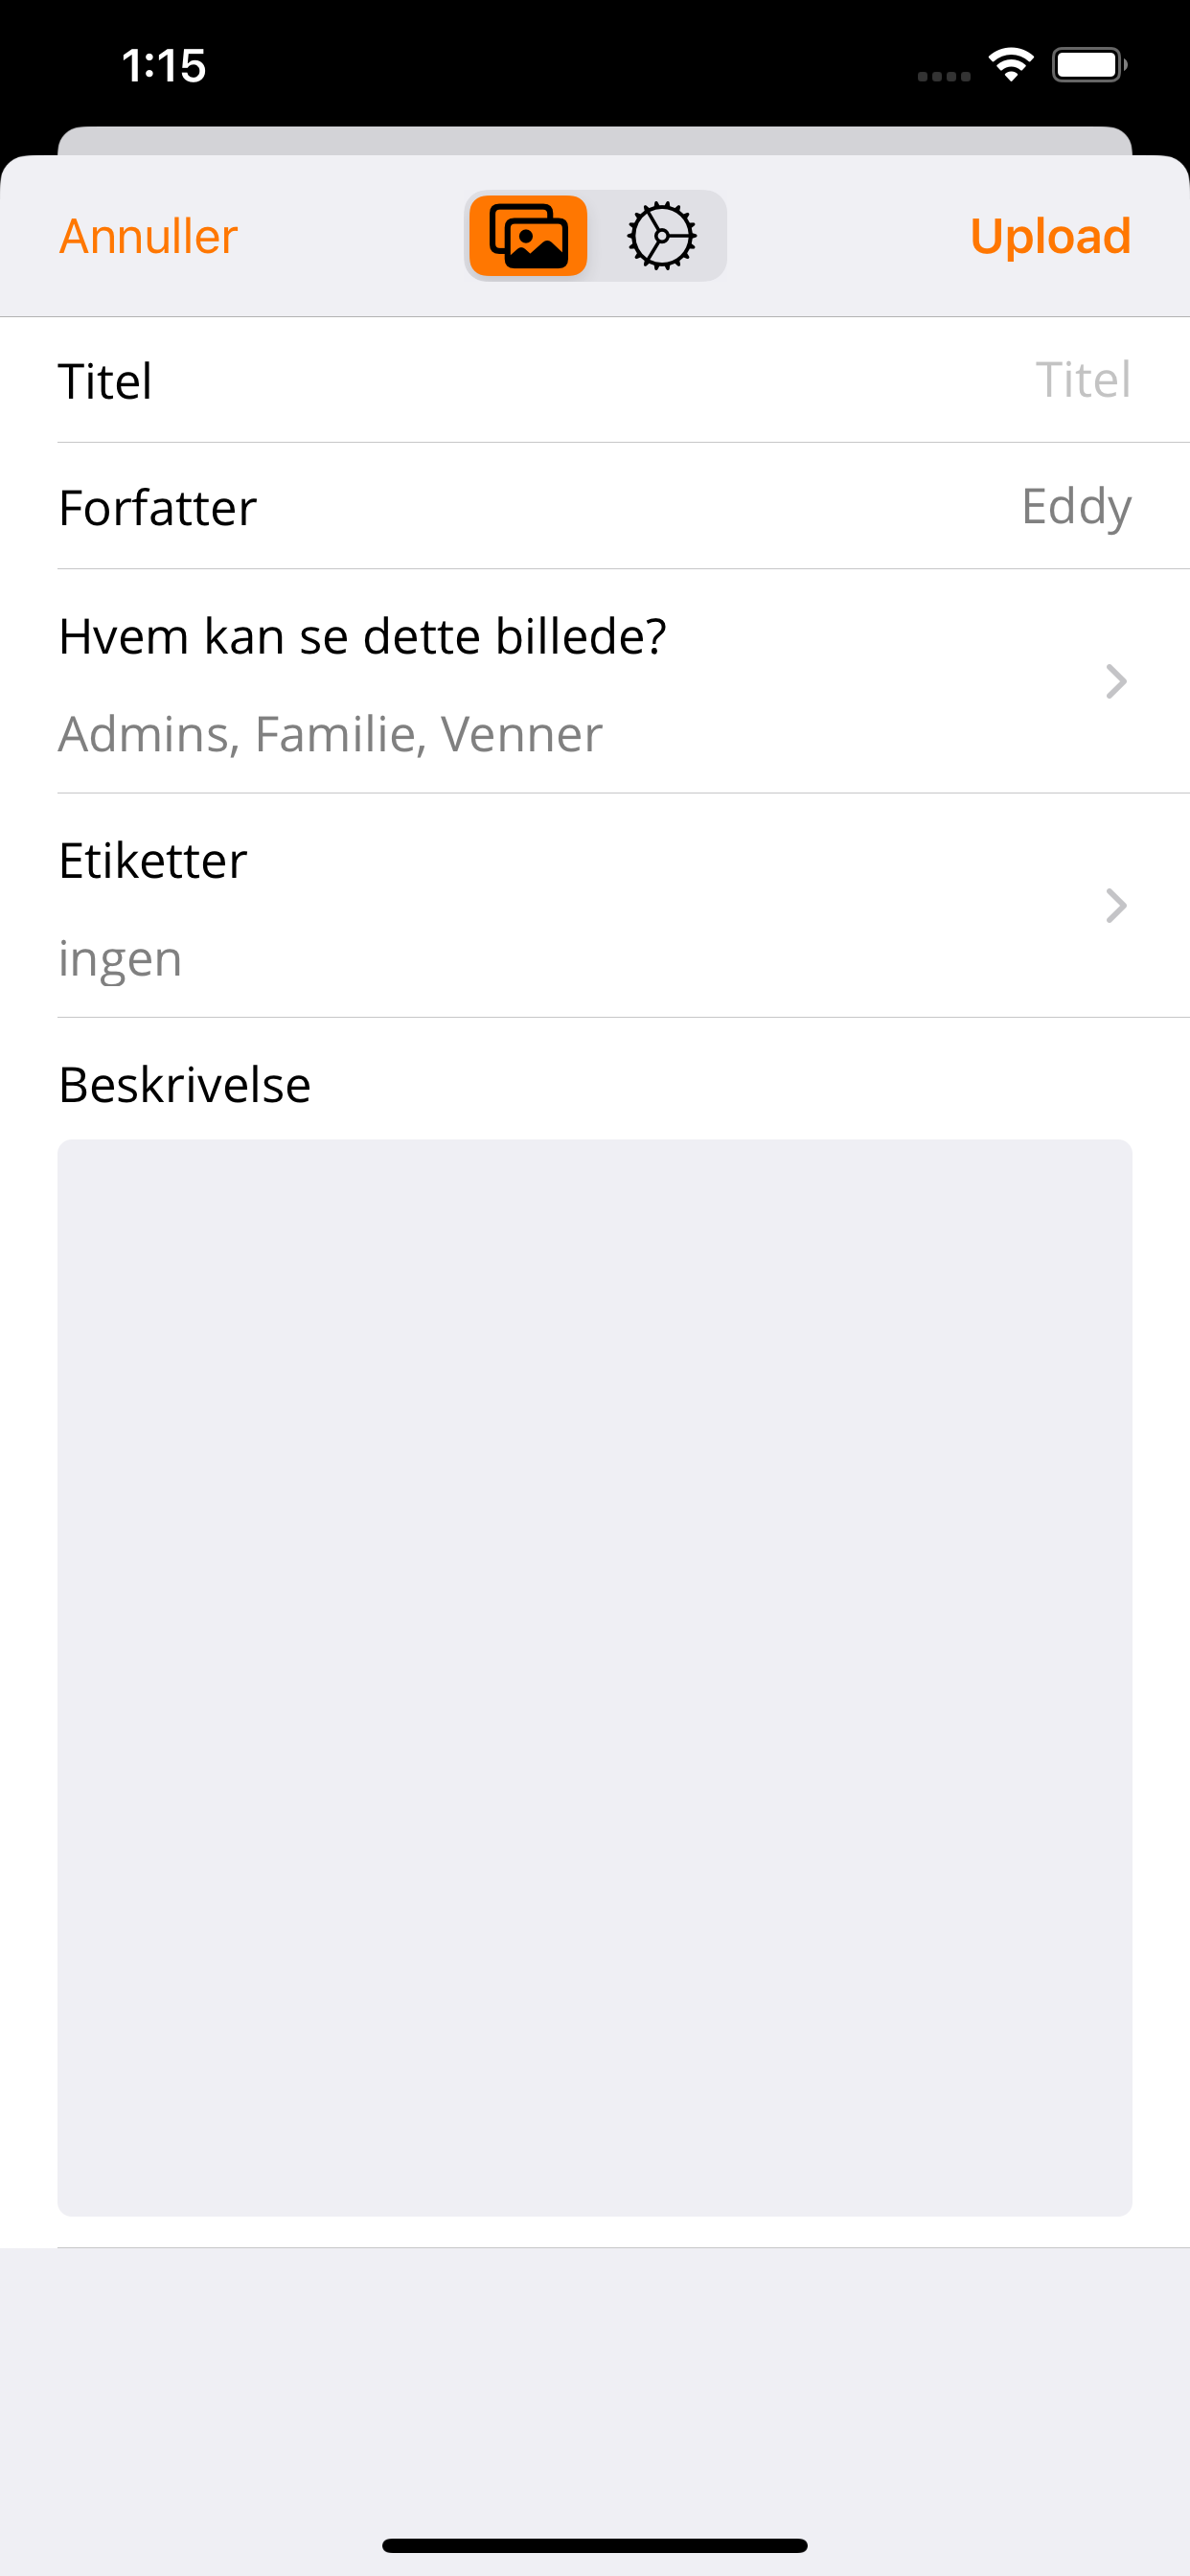 1:15
Annuller
Upload
Titel
Titel
Forfatter
Eddy
Hvem kan se dette billede?
Admins, Familie, Venner
Etiketter
ingen
Beskrivelse